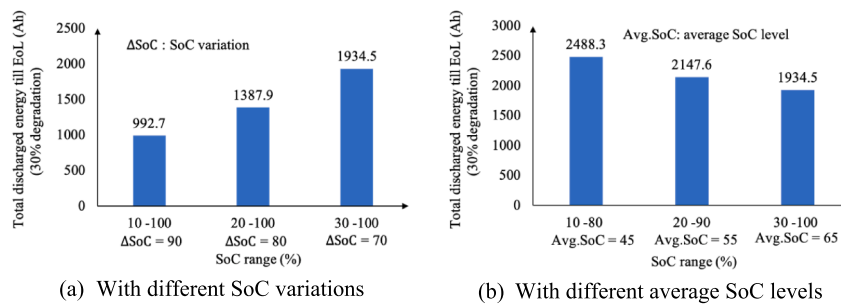 Total discharged energy till EoL (Ah)
(30% degradation)
2500
2000
1500
1000
500
0
ΔSoC : SoC variation
992.7
1387.9
1934.5
10 -100
20 -100
30 -100
ΔSoC = 90
ΔSoC = 80
ΔSoC = 70
SoC range (%)
(a) With different SoC variations
Total discharged energy till EoL (Ah)
(30% degradation)
3000
2500
2000
1500
1000
500
0
Avg.SoC: average SoC level
2488.3
2147.6
1934.5
10 -80
20 -90
30 -100
Avg.SoC = 45
Avg.SoC = 55
Avg.SoC = 65
SoC range (%)
(b) With different average SoC levels